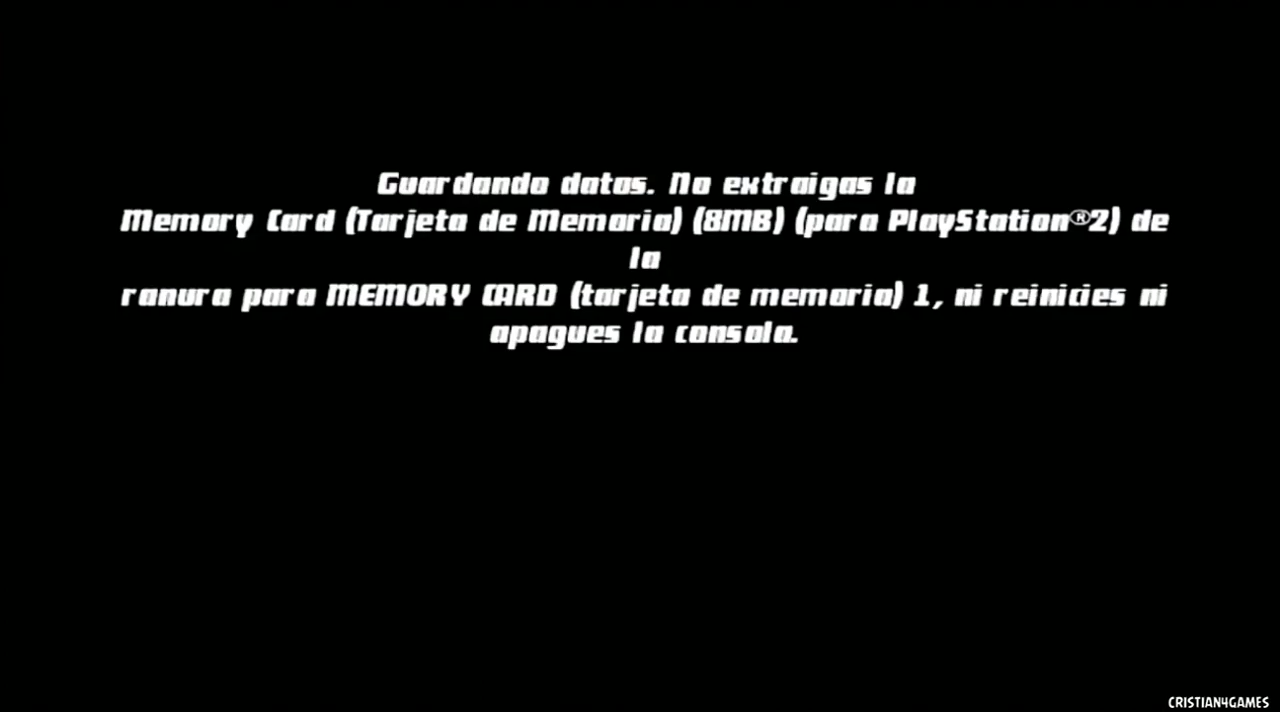 Guardando datos. No extraigas la
Memory Card (Tarjeta de Memoria) (8MB) (para PlayStation®2) de
la
ranura para MEMORY CARD (tarjeta de memoria) 1, ni reinicies ni
apagues la consola.
CRISTIAN4GAMES